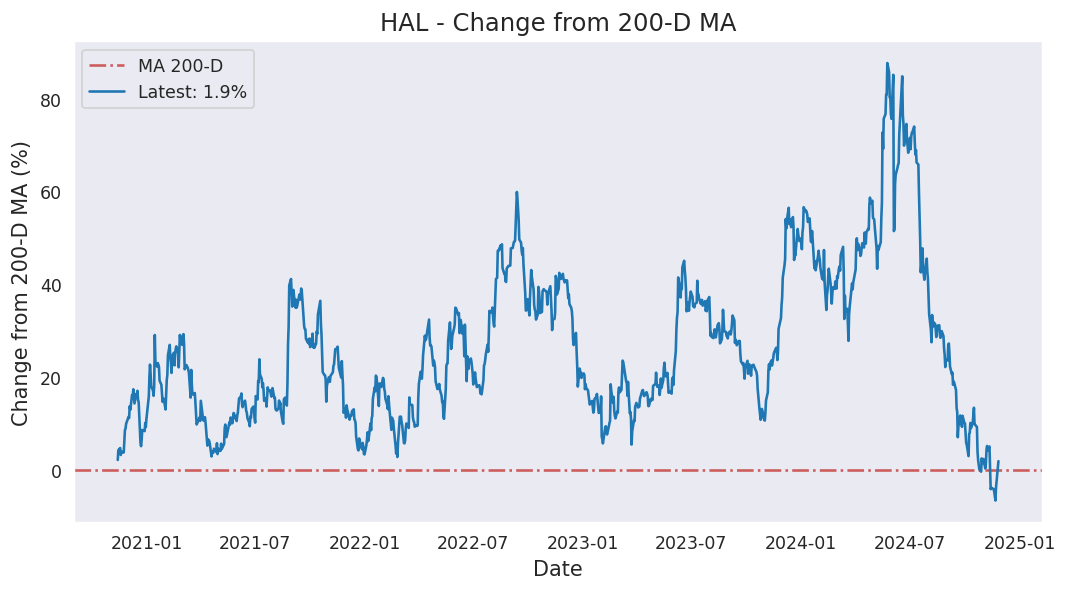 HAL - Change from 200-D MA
MA 200-D
Latest: 1.9%
Change from 200-D MA (%)
80
60
40
20
0
2021-01 2021-07 2022-01 2022-07 2023-01 2023-07 2024-01 2024-07 2025-01
Date